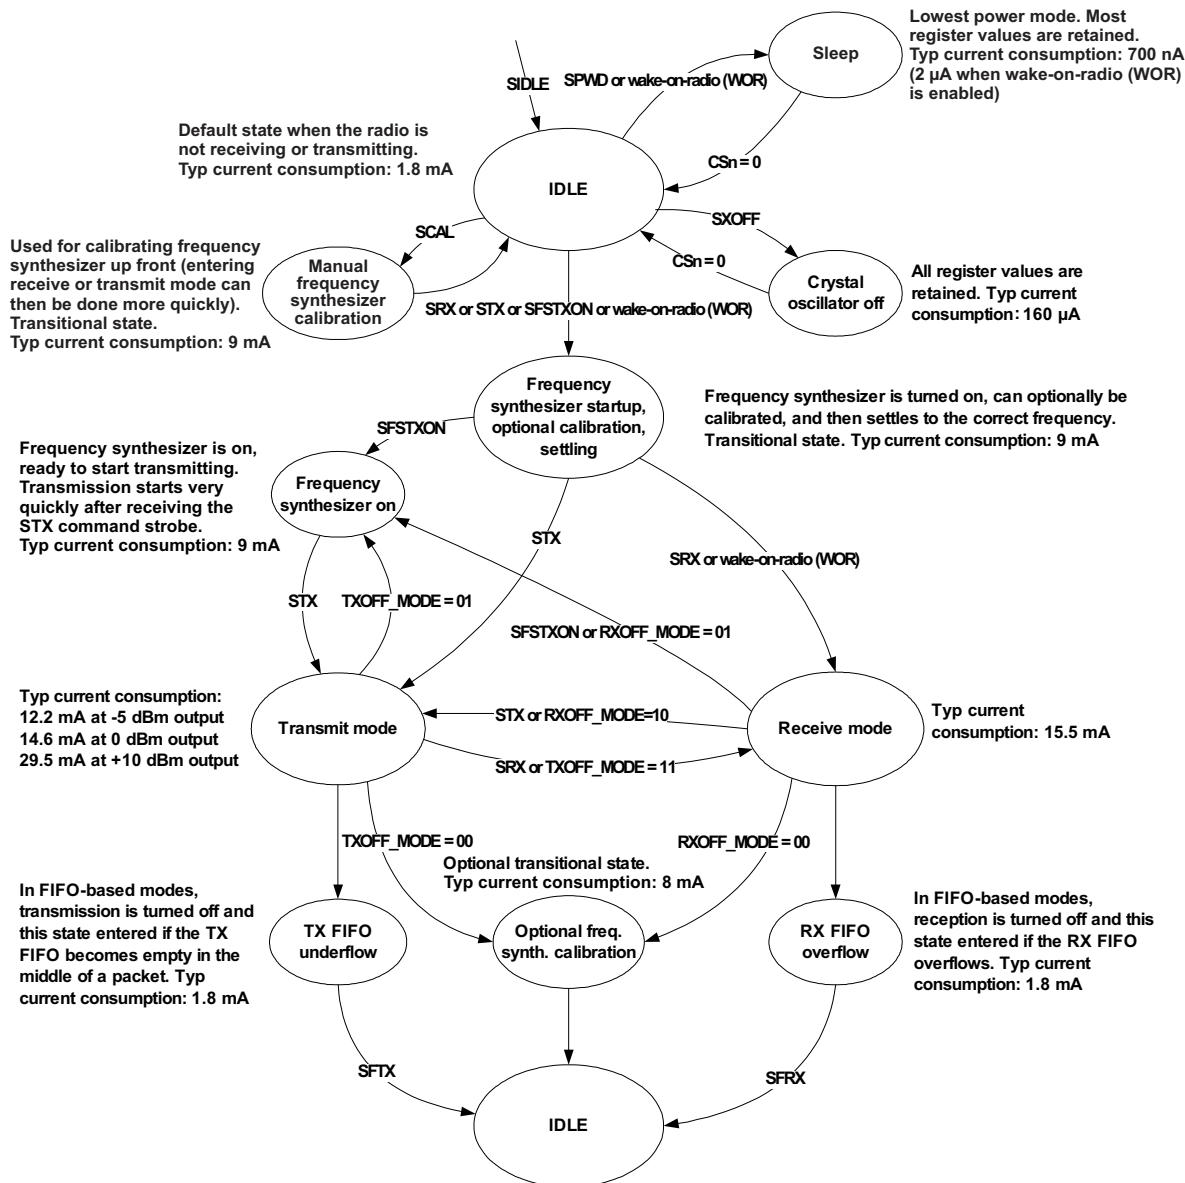 Lowest power mode. Most
register values are retained.
Typ current consumption: 700 nA
(2 µA when wake-on-radio (WOR)
is enabled)
Sleep
SIDLE
SPWD or wake-on-radio (WOR)
Default state when the radio is
not receiving or transmitting.
Typ current consumption: 1.8 mA
CSn = 0
IDLE
SXOFF
SCAL
CSn = 0
Used for calibrating frequency
synthesizer up front (entering
receive or transmit mode can
then be done more quickly).
Transitional state.
Typ current consumption: 9 mA
Manual
frequency
synthesizer
calibration
Crystal
oscillator off
All register values are
retained. Typ current
consumption: 160 µA
SRX or STX or SFSTXON or wake-on-radio (WOR)
Frequency
synthesizer startup,
optional calibration,
settling
Frequency synthesizer is turned on, can optionally be
calibrated, and then settles to the correct frequency.
Transitional state. Typ current consumption: 9 mA
SFSTXON
Frequency synthesizer is on,
ready to start transmitting.
Transmission starts very
quickly after receiving the
STX command strobe.
Typ current consumption: 9 mA
Frequency
synthesizer on
STX
SRX or wake-on-radio (WOR)
STX
TXOFF_MODE = 01
SFSTXON or RXOFF_MODE = 01
Typ current consumption:
12.2 mA at -5 dBm output
14.6 mA at 0 dBm output
29.5 mA at +10 dBm output
Transmit mode
STX or RXOFF_MODE=10
SRX or TXOFF_MODE = 11
Receive mode
Typ current
consumption: 15.5 mA
TXOFF_MODE = 00
RXOFF_MODE = 00
Optional transitional state.
Typ current consumption: 8 mA
In FIFO-based modes,
transmission is turned off and
this state entered if the TX
FIFO becomes empty in the
middle of a packet. Typ
current consumption: 1.8 mA
TX FIFO
underflow
Optional freq.
synth. calibration
RX FIFO
overflow
In FIFO-based modes,
reception is turned off and this
state entered if the RX FIFO
overflows. Typ current
consumption: 1.8 mA
SFTX
SFRX
IDLE